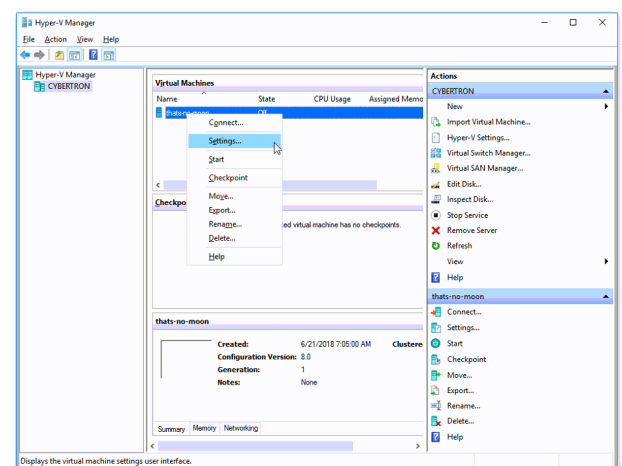 Hyper-V Manager
File Action View Help
Hyper-V Manager
CYBERTRON
Virtual Machines
Name State CPU Usage Assigned Memo
thats-no-moon Off
Connect...
Settings...
Start
Checkpoint
Move...
Export...
Rename...
Delete...
Help
Checkpo
ted virtual machine has no checkpoints.
thats-no-moon
Created: 6/21/2018 7:05:00 AM Clustere
Configuration Version: 8.0
Generation: 1
Notes: None
Summary Memory Networking
Actions
CYBERTRON
New
Import Virtual Machine...
Hyper-V Settings...
Virtual Switch Manager...
Virtual SAN Manager...
Edit Disk...
Inspect Disk...
Stop Service
Remove Server
Refresh
View
Help
thats-no-moon
Connect...
Settings...
Start
Checkpoint
Move...
Export...
Rename...
Delete...
Help
Displays the virtual machine settings user interface.